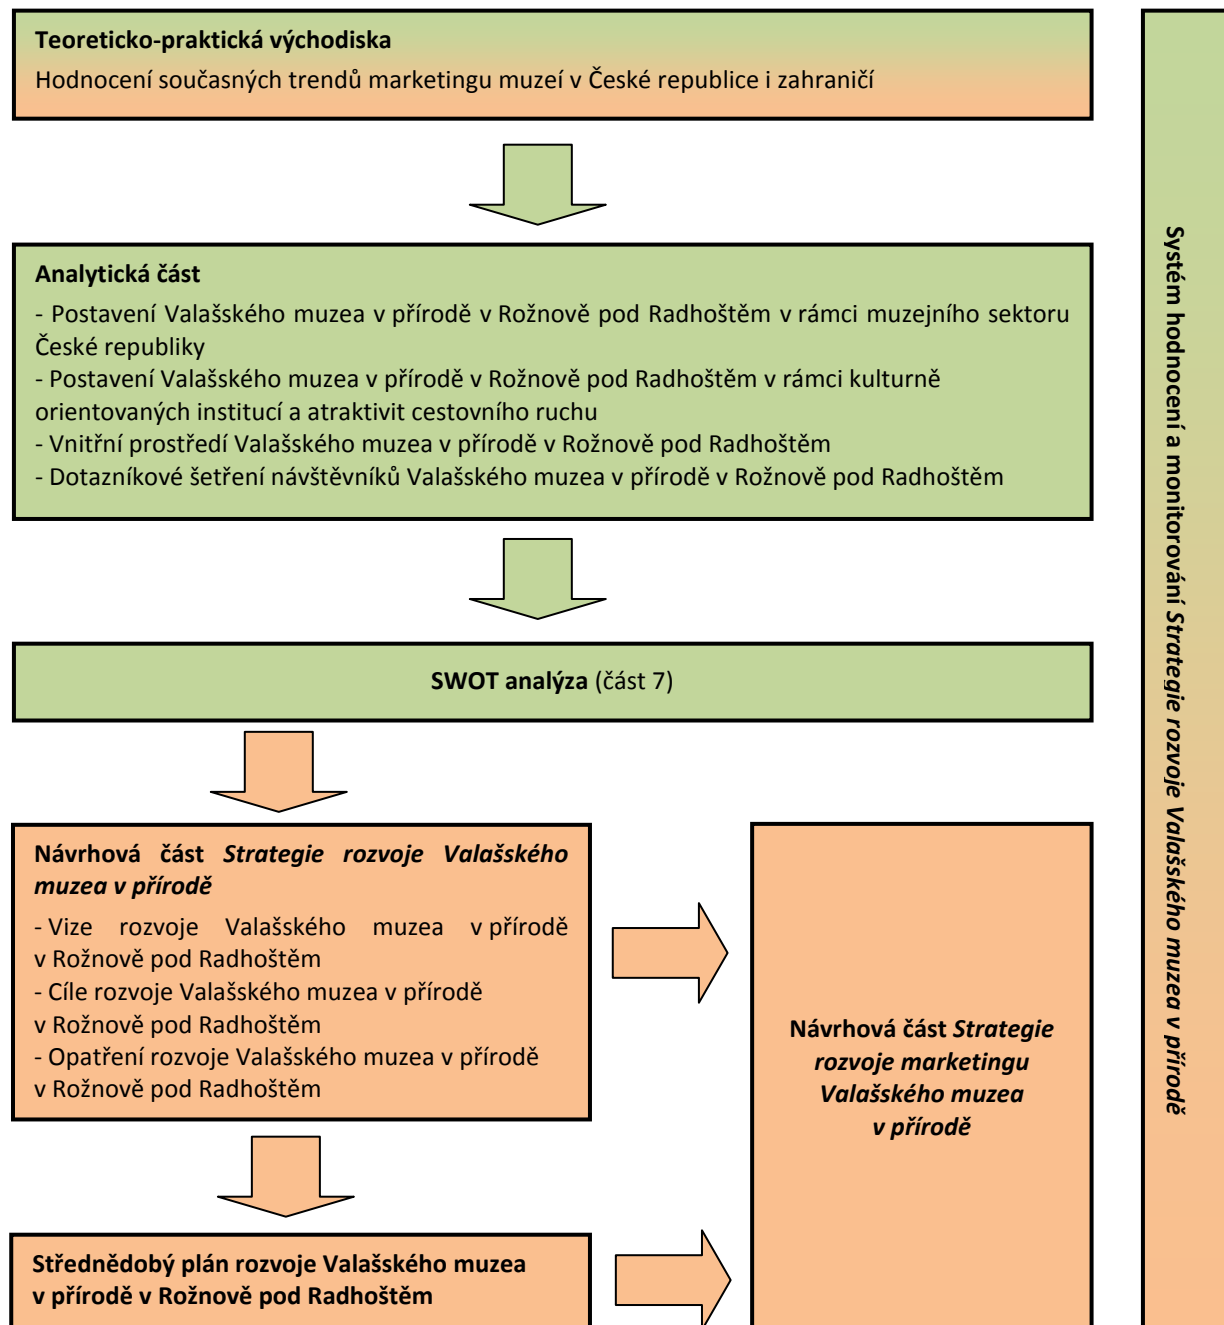 Teoreticko-praktická východiska
Hodnocení současných trendů marketingu muzeí v České republice i zahraničí
Analytická část
- Postavení Valašského muzea v přírodě v Rožnově pod Radhoštěm v rámci muzejního sektoru
České republiky
- Postavení Valašského muzea v přírodě v Rožnově pod Radhoštěm v rámci kulturně
orientovaných institucí a atraktivit cestovního ruchu
- Vnitřní prostředí Valašského muzea v přírodě v Rožnově pod Radhoštěm
- Dotazníkové šetření návštěvníků Valašského muzea v přírodě v Rožnově pod Radhoštěm
SWOT analýza (část 7)
Návrhová část Strategie rozvoje Valašského
muzea v přírodě
- Vize rozvoje Valašského muzea v přírodě
v Rožnově pod Radhoštěm
- Cíle rozvoje Valašského muzea v přírodě
v Rožnově pod Radhoštěm
- Opatření rozvoje Valašského muzea v přírodě
v Rožnově pod Radhoštěm
Střednědobý plán rozvoje Valašského muzea
v přírodě v Rožnově pod Radhoštěm
Návrhová část Strategie
rozvoje marketingu
Valašského muzea
v přírodě
Systém hodnocení a monitorování Strategie rozvoje Valašského muzea v přírodě